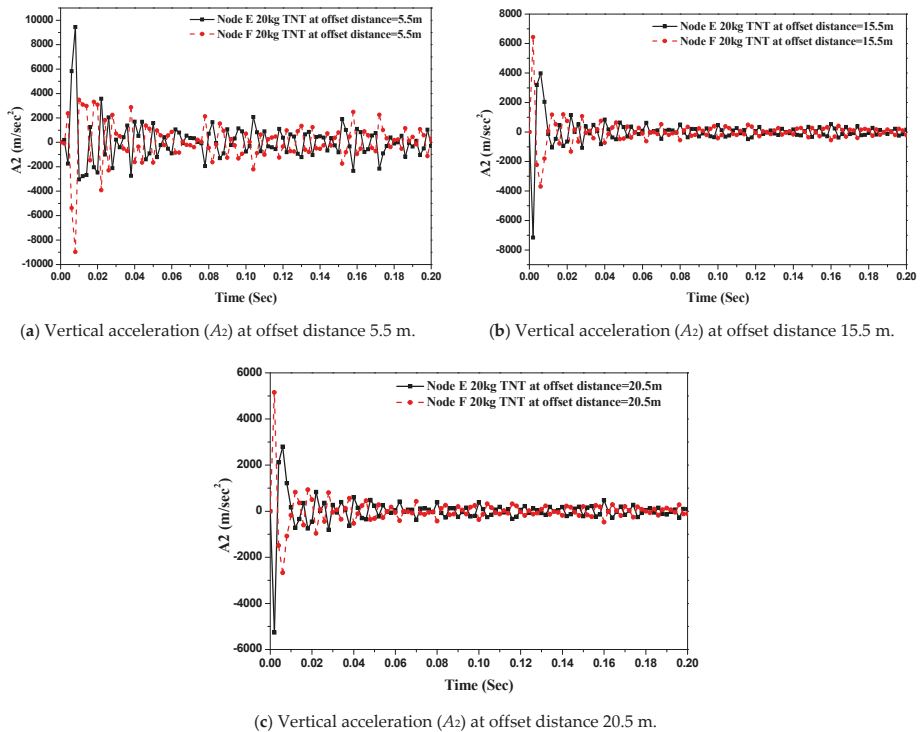 Node E 20kg TNT at offset distance=5.5m
Node F 20kg TNT at offset distance=5.5m
A2 (m/sec²)
10000
8000
6000
4000
2000
0
-2000
-4000
-6000
-8000
-10000
0.00 0.02 0.04 0.06 0.08 0.10 0.12 0.14 0.16 0.18 0.20
Time (Sec)
(a) Vertical acceleration (A2) at offset distance 5.5 m.
Node E 20kg TNT at offset distance=15.5m
Node F 20kg TNT at offset distance=15.5m
A2 (m/sec²)
8000
6000
4000
2000
0
-2000
-4000
-6000
-8000
0.00 0.02 0.04 0.06 0.08 0.10 0.12 0.14 0.16 0.18 0.20
Time (Sec)
(b) Vertical acceleration (A2) at offset distance 15.5 m.
Node E 20kg TNT at offset distance=20.5m
Node F 20kg TNT at offset distance=20.5m
A2 (m/sec²)
6000
4000
2000
0
-2000
-4000
-6000
0.00 0.02 0.04 0.06 0.08 0.10 0.12 0.14 0.16 0.18 0.20
Time (Sec)
(c) Vertical acceleration (A2) at offset distance 20.5 m.